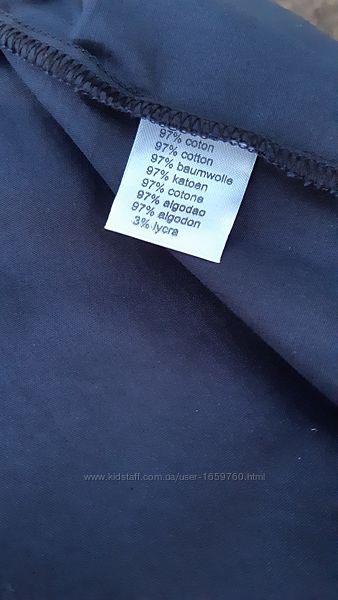 97% coton
97% cotton
97% baumwolle
97% katoen
97% cotone
97% algodao
97% algodon
3% lycra
www.kidstaff.com.ua/user-1659760.html